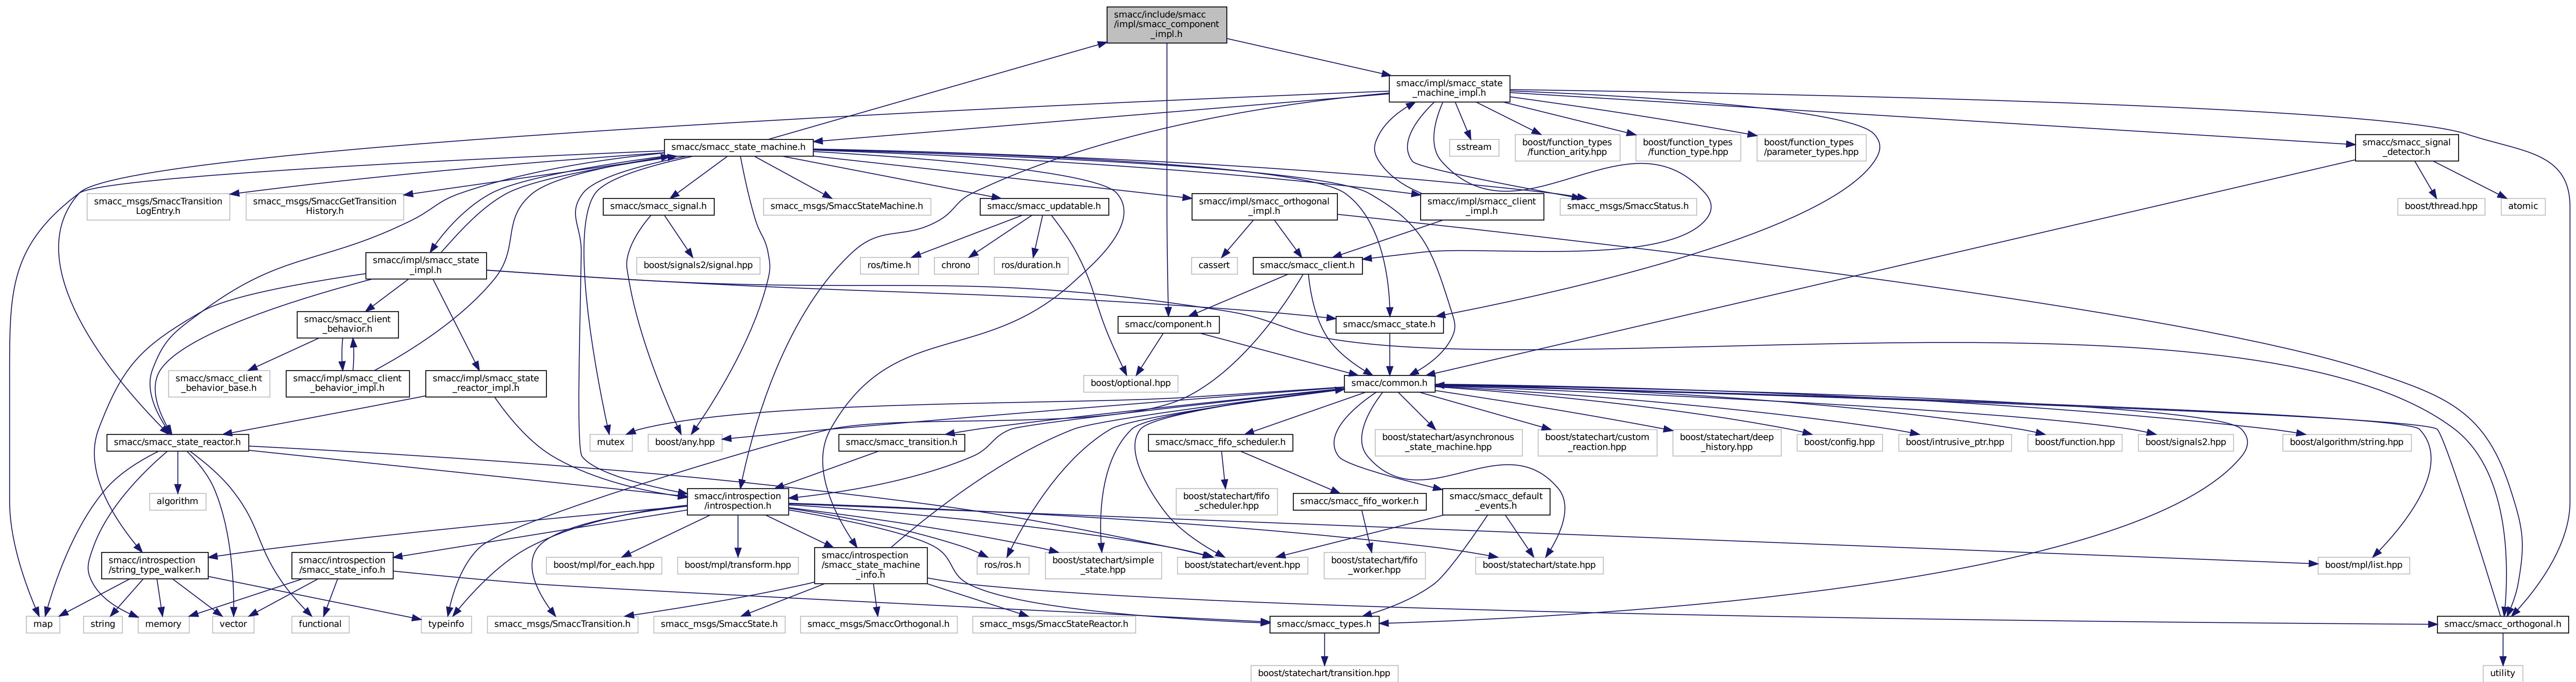 smacc/include/smacc
/impl/smacc_component
_impl.h
smacc/impl/smacc_state
_machine_impl.h
smacc/smacc_state_machine.h
sstream
boost/function_types
/function_arity.hpp
boost/function_types
/function_type.hpp
boost/function_types
/parameter_types.hpp
smacc/smacc_signal
_detector.h
smacc_msgs/SmaccTransition
LogEntry.h
smacc_msgs/SmaccGetTransition
History.h
smacc/smacc_signal.h
smacc_msgs/SmaccStateMachine.h
smacc/smacc_updatable.h
smacc/impl/smacc_orthogonal
_impl.h
smacc/impl/smacc_client
_impl.h
smacc_msgs/SmaccStatus.h
boost/thread.hpp
atomic
smacc/impl/smacc_state
_impl.h
boost/signals2/signal.hpp
ros/time.h
chrono
ros/duration.h
cassert
smacc/smacc_client.h
smacc/smacc_client
_behavior.h
smacc/component.h
smacc/smacc_state.h
smacc/smacc_client
_behavior_base.h
smacc/impl/smacc_client
_behavior_impl.h
smacc/impl/smacc_state
_reactor_impl.h
boost/optional.hpp
smacc/common.h
smacc/smacc_state_reactor.h
mutex
boost/any.hpp
smacc/smacc_transition.h
smacc/smacc_fifo_scheduler.h
boost/statechart/asynchronous
_state_machine.hpp
boost/statechart/custom
_reaction.hpp
boost/statechart/deep
_history.hpp
boost/config.hpp
boost/intrusive_ptr.hpp
boost/function.hpp
boost/signals2.hpp
boost/algorithm/string.hpp
algorithm
smacc/introspection
/introspection.h
boost/statechart/fifo
_scheduler.hpp
smacc/smacc_fifo_worker.h
smacc/smacc_default
_events.h
smacc/introspection
/string_type_walker.h
smacc/introspection
/smacc_state_info.h
boost/mpl/for_each.hpp
boost/mpl/transform.hpp
smacc/introspection
/smacc_state_machine
_info.h
ros/ros.h
boost/statechart/simple
_state.hpp
boost/statechart/event.hpp
boost/statechart/fifo
_worker.hpp
boost/statechart/state.hpp
boost/mpl/list.hpp
map
string
memory
vector
functional
typeinfo
smacc_msgs/SmaccTransition.h
smacc_msgs/SmaccState.h
smacc_msgs/SmaccOrthogonal.h
smacc_msgs/SmaccStateReactor.h
smacc/smacc_types.h
smacc/smacc_orthogonal.h
boost/statechart/transition.hpp
utility